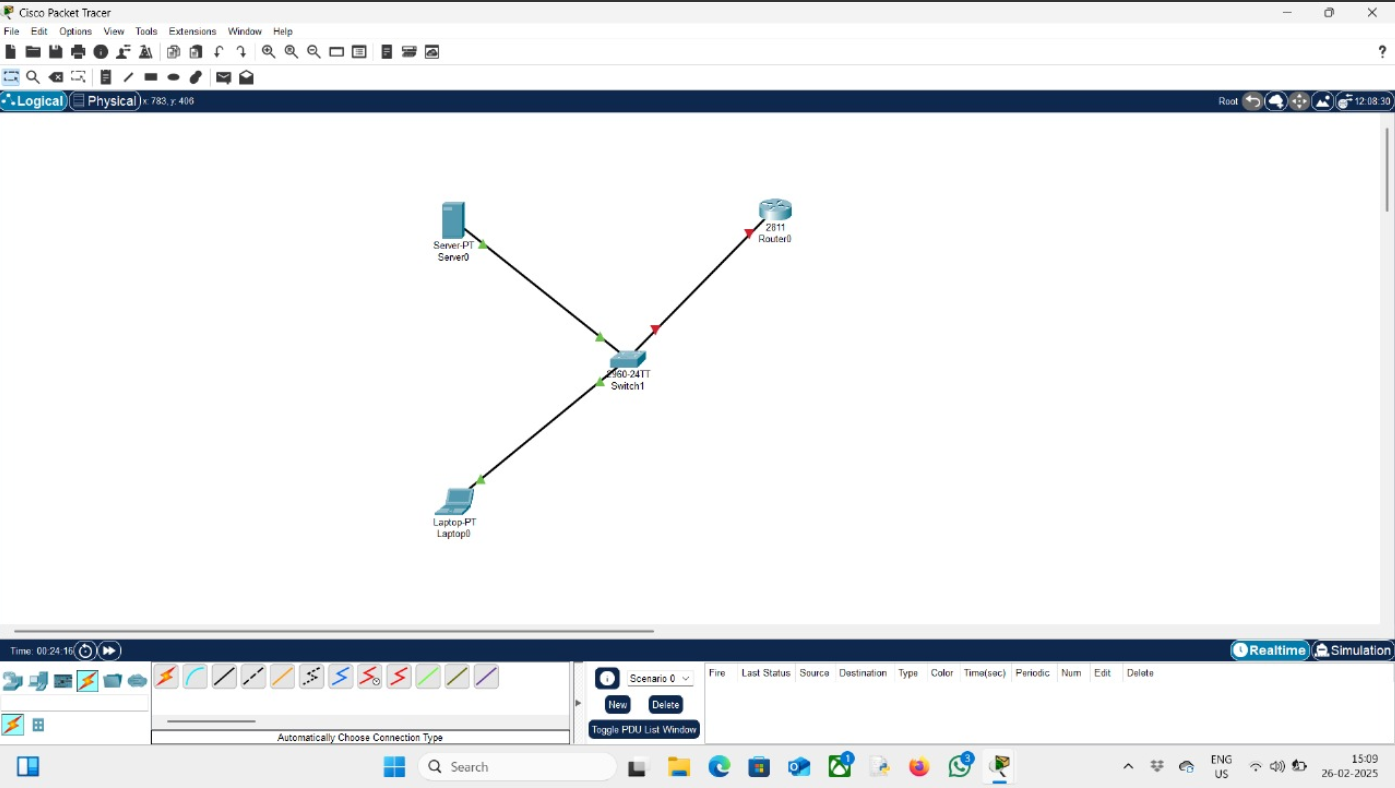 Cisco Packet Tracer
File Edit Options View Tools Extensions Window Help
?
Logical Physical x: 783, y: 406 Root 12:08:30
Server-PT
Server0
2811
Router0
2960-24TT
Switch1
Laptop-PT
Laptop0
Time: 00:24:16 Realtime Simulation
Scenario 0
New Delete
Toggle PDU List Window
Fire Last Status Source Destination Type Color Time(sec) Periodic Num Edit Delete
Automatically Choose Connection Type
Search
1
3
ENG
US
15:09
26-02-2025